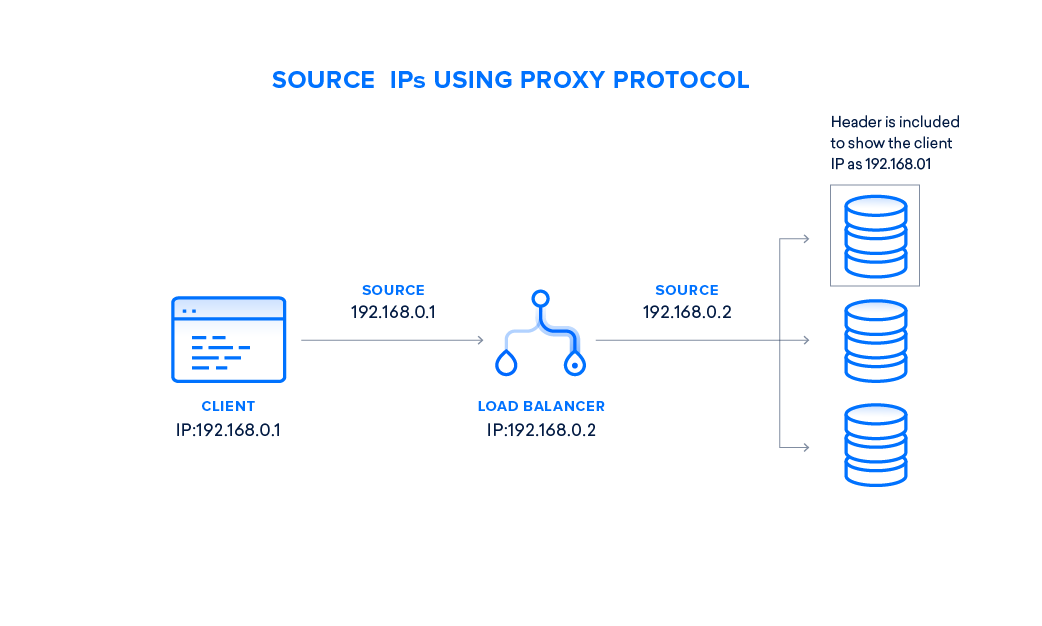 SOURCE IPs USING PROXY PROTOCOL
Header is included
to show the client
IP as 192.168.01
SOURCE
192.168.0.1
SOURCE
192.168.0.2
CLIENT
IP:192.168.0.1
LOAD BALANCER
IP:192.168.0.2